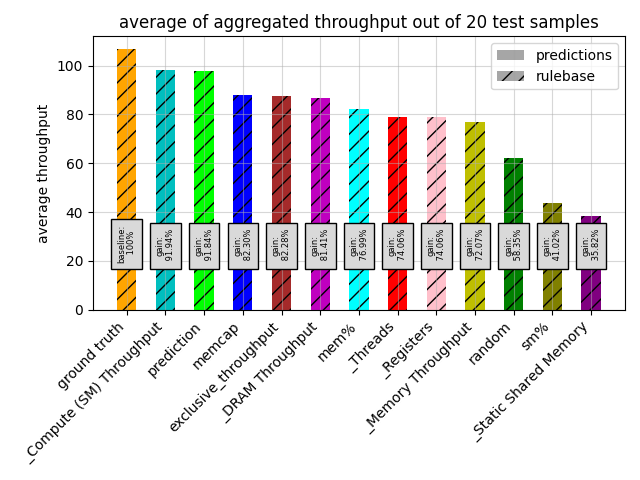 average of aggregated throughput out of 20 test samples
predictions
rulebase
average throughput
100
80
60
40
20
0
baseline:
100%
gain:
91.94%
gain:
91.84%
gain:
82.30%
gain:
82.28%
gain:
81.41%
gain:
76.99%
gain:
74.06%
gain:
74.06%
gain:
72.07%
gain:
58.35%
gain:
41.02%
gain:
35.82%
ground truth
_Compute (SM) Throughput
prediction
memcap
exclusive_throughput
_DRAM Throughput
mem%
_Threads
_Registers
_Memory Throughput
random
sm%
_Static Shared Memory